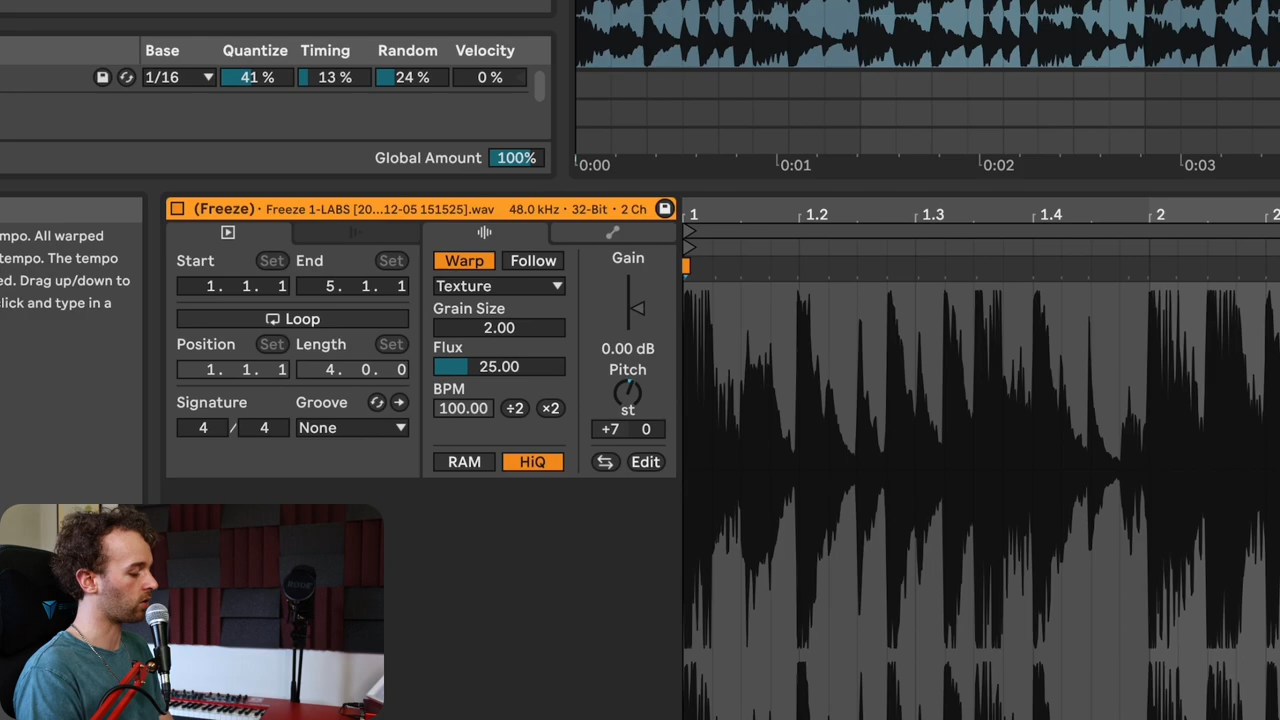 Base Quantize Timing Random Velocity
1/16 41 % 13 % 24 % 0 %
Global Amount 100%
0:00 0:01 0:02 0:03
mpo. All warped
tempo. The tempo
ed. Drag up/down to
click and type in a
(Freeze) · Freeze 1-LABS [20...12-05 151525].wav 48.0 kHz · 32-Bit · 2 Ch
Start Set End Set
1. 1. 1 5. 1. 1
Loop
Position Set Length Set
1. 1. 1 4. 0. 0
Signature Groove
4 / 4 None
Warp Follow
Texture
Grain Size
2.00
Flux
25.00
BPM
100.00 ÷2 ×2
RAM HiQ
Gain
0.00 dB
Pitch
st
+7 0
Edit
1 1.2 1.3 1.4 2 2